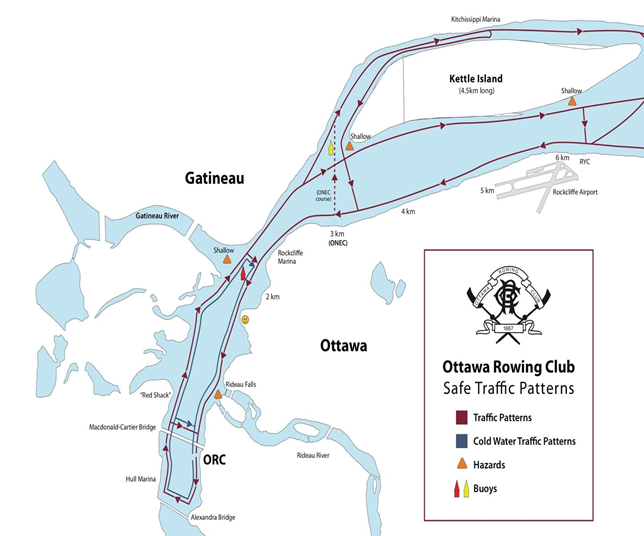 Kitchissippi Marina
Kettle Island
(4.5km long)
Shallow
Shallow
Gatineau
6 km
RYC
5 km
Rockcliffe Airport
(ONEC
course)
4 km
Gatineau River
3 km
(ONEC)
Shallow
Rockcliffe
Marina
2 km
Ottawa
OTTAWA ROWING CLUB
1867
Ottawa Rowing Club
Safe Traffic Patterns
Rideau Falls
"Red Shack"
Traffic Patterns
Macdonald-Cartier Bridge
Cold Water Traffic Patterns
ORC
Rideau River
Hazards
Hull Marina
Buoys
Alexandra Bridge